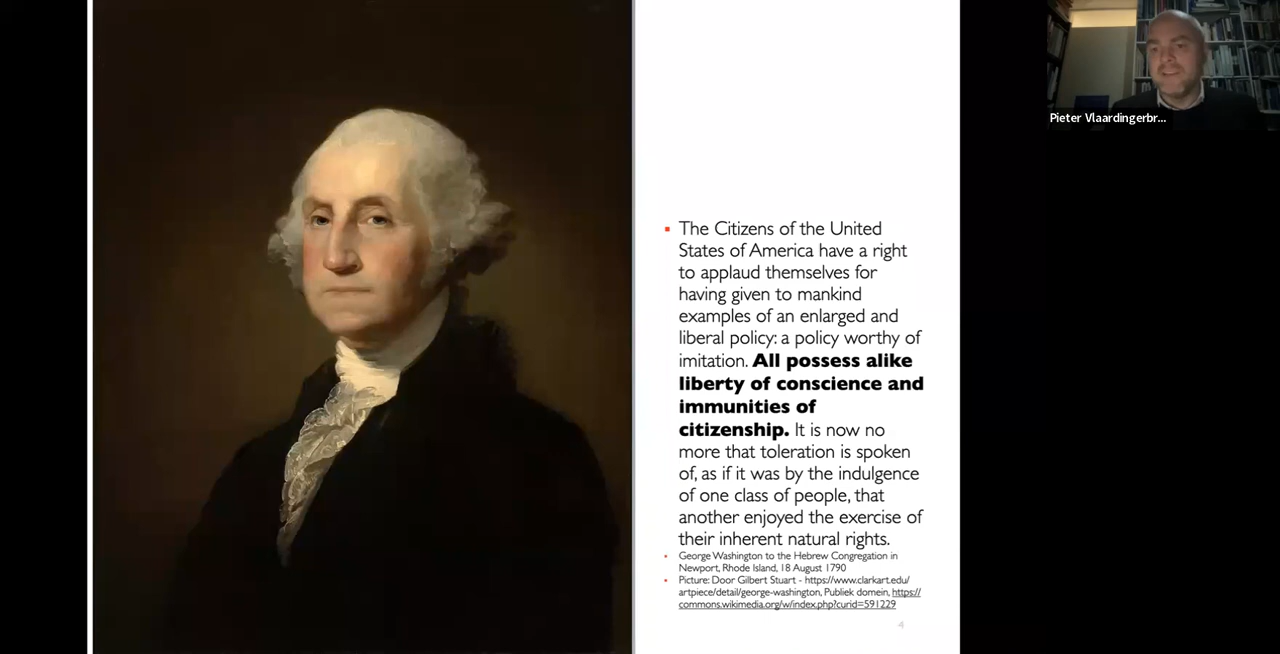 Pieter Vlaardingerbr...
The Citizens of the United
States of America have a right
to applaud themselves for
having given to mankind
examples of an enlarged and
liberal policy: a policy worthy of
imitation. All possess alike
liberty of conscience and
immunities of
citizenship. It is now no
more that toleration is spoken
of, as if it was by the indulgence
of one class of people, that
another enjoyed the exercise of
their inherent natural rights.
George Washington to the Hebrew Congregation in
Newport, Rhode Island, 18 August 1790
Picture: Door Gilbert Stuart - https://www.clarkart.edu/
artpiece/detail/george-washington, Publiek domein, https://
commons.wikimedia.org/w/index.php?curid=591229
4